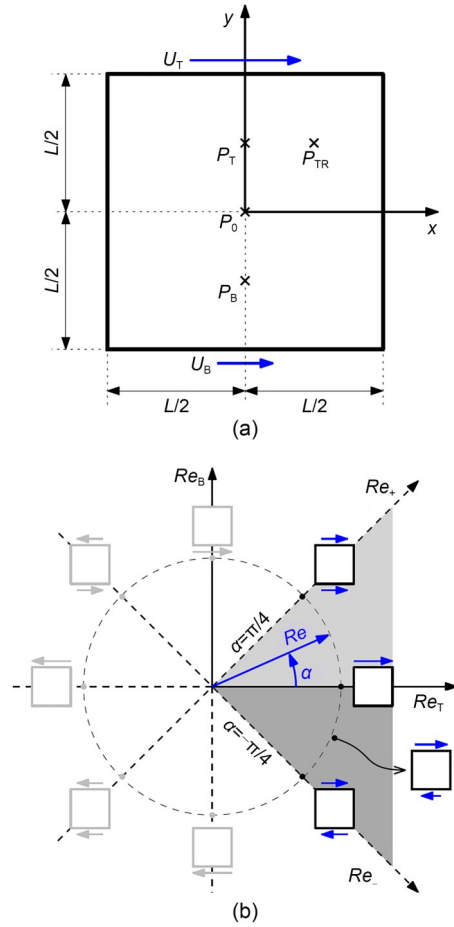 y
U_T
L/2
P_T
P_TR
P_0
x
L/2
P_B
U_B
L/2
L/2
(a)
Re_B
Re_+
α=π/4
Re
α
Re_T
α=-π/4
Re_-
(b)